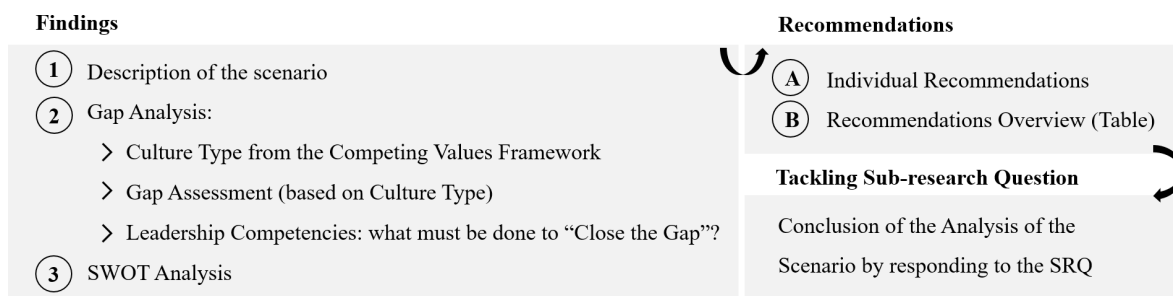 Findings
1 Description of the scenario
2 Gap Analysis:
> Culture Type from the Competing Values Framework
> Gap Assessment (based on Culture Type)
> Leadership Competencies: what must be done to “Close the Gap”?
3 SWOT Analysis
Recommendations
A Individual Recommendations
B Recommendations Overview (Table)
Tackling Sub-research Question
Conclusion of the Analysis of the
Scenario by responding to the SRQ